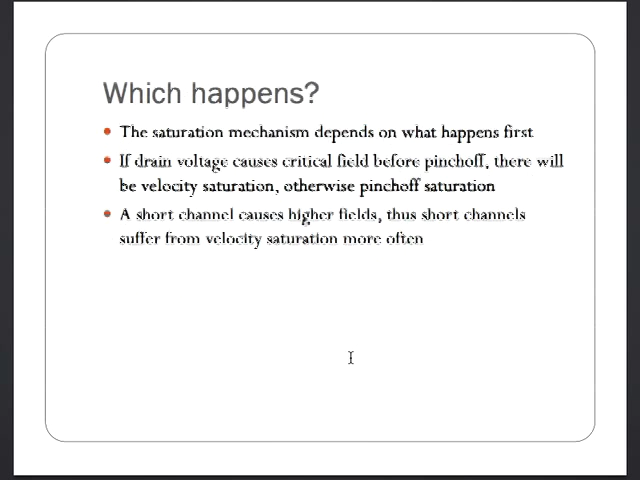 Which happens?
The saturation mechanism depends on what happens first
If drain voltage causes critical field before pinchoff, there will
be velocity saturation, otherwise pinchoff saturation
A short channel causes higher fields, thus short channels
suffer from velocity saturation more often